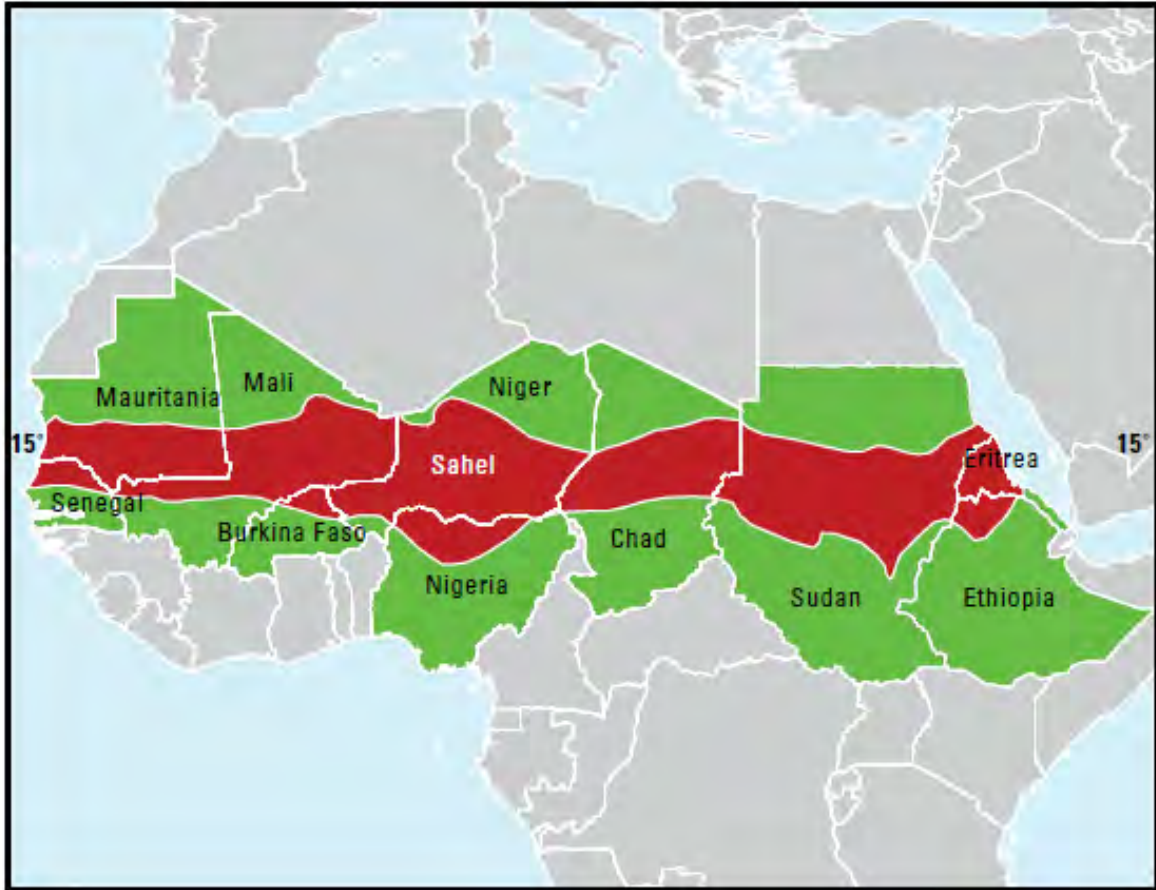 Mali
Niger
Mauritania
15°
15°
Sahel
Eritrea
Senegal
Burkina Faso
Chad
Nigeria
Sudan
Ethiopia